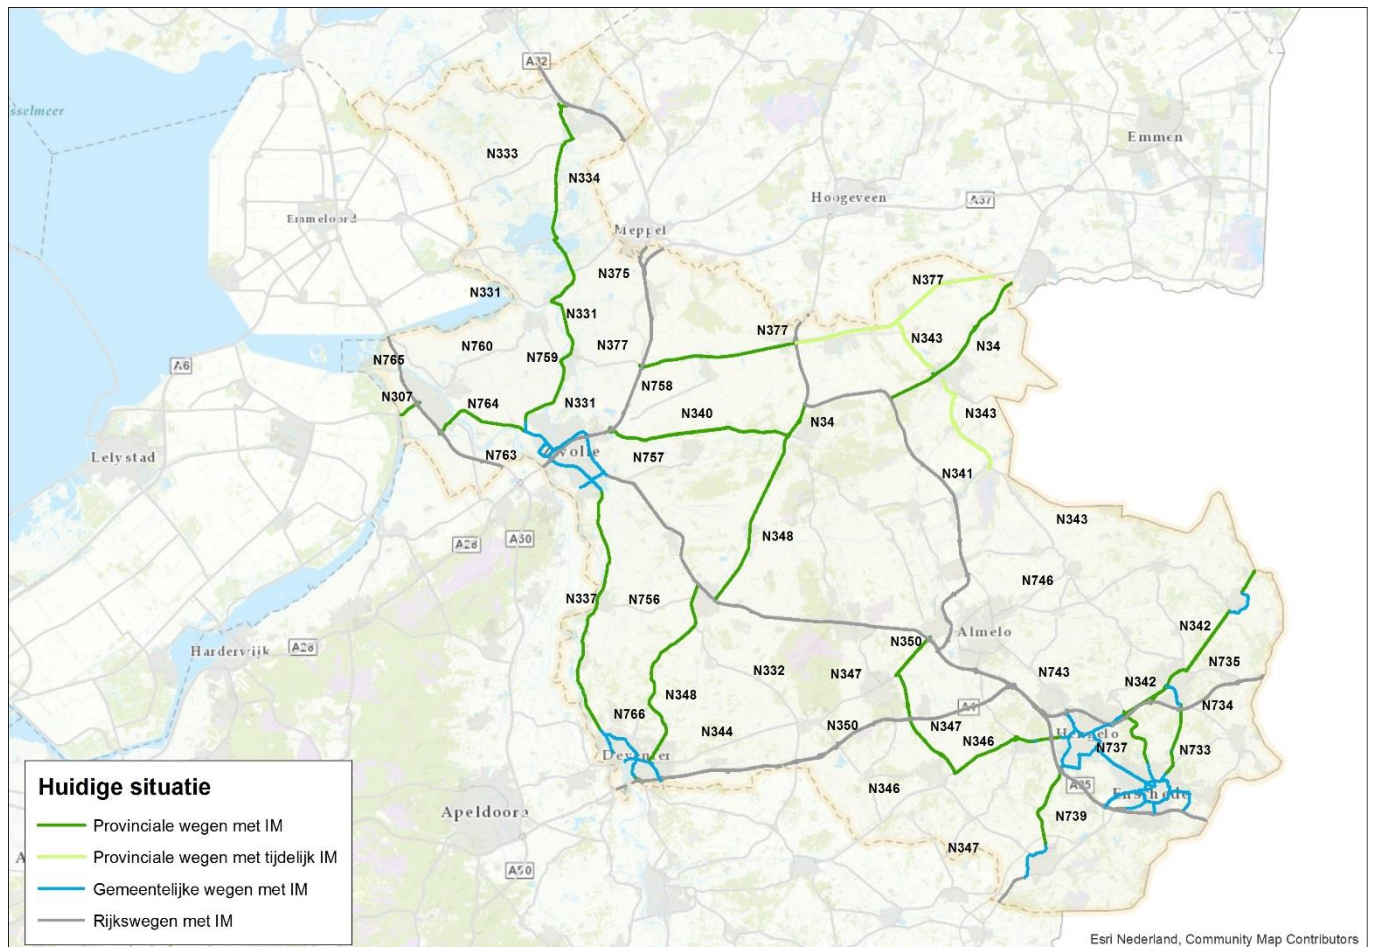 A32
sselmeer
Emmen
N333
N334
Hoogeveen
A37
Emmeloord
Meppel
N375
N377
N331
N331
N377
N343
N34
N760
N759
N377
N765
A6
N758
N307
N764
N331
N340
N343
N34
Lelystad
N763
volle
N757
N341
A28
A50
N348
N343
N746
N337
N756
N342
Harderwijk
A28
N350
Almelo
N735
N332
N347
N743
N348
N342
N734
N766
N344
N350
N347
N346
Hengelo
N737
N733
Deventer
N346
A35
Enschede
Apeldoorn
N739
N347
A50
Huidige situatie
Provinciale wegen met IM
Provinciale wegen met tijdelijk IM
Gemeentelijke wegen met IM
Rijkswegen met IM
Esri Nederland, Community Map Contributors